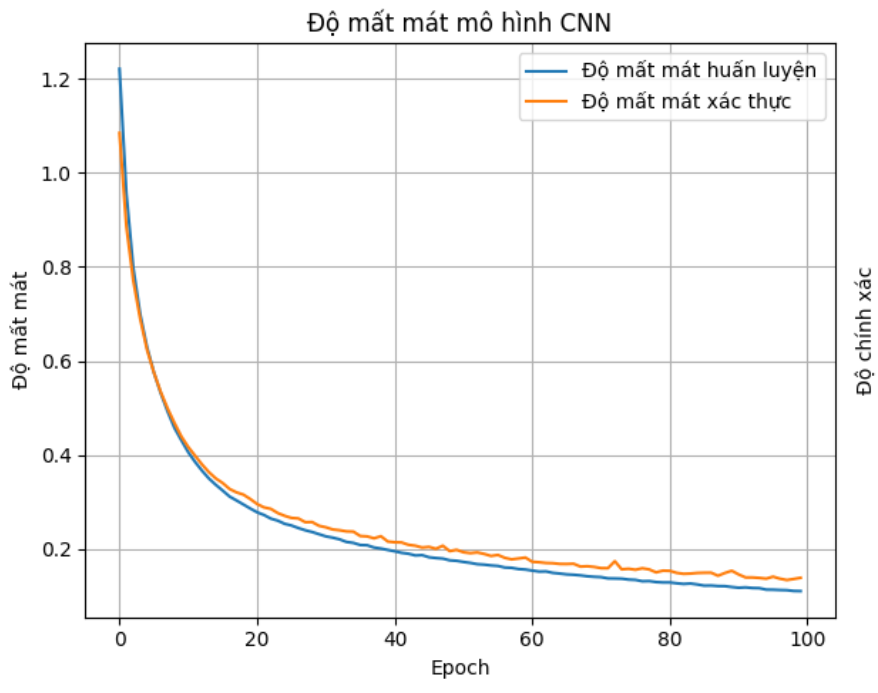 Độ mất mát mô hình CNN
Độ mất mát huấn luyện
Độ mất mát xác thực
Độ mất mát
1.2
1.0
0.8
0.6
0.4
0.2
0
20
40
60
80
100
Epoch
Độ chính xác